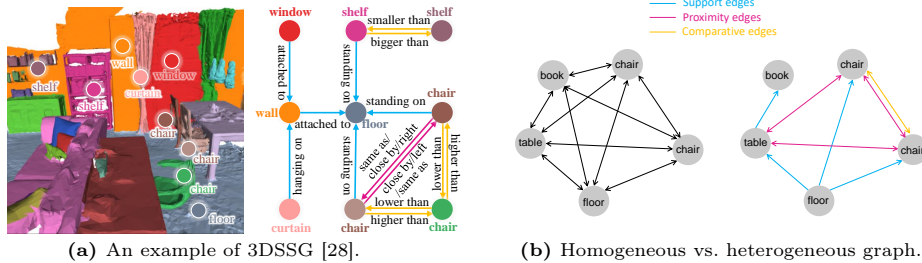 shelf
wall
window
shelf
curtain
chair
chair
chair
floor
window
shelf
smaller than
shelf
bigger than
attached
standing on
chair
wall
standing on
attached to
floor
hanging on
standing on
same as/
close by/right
close by/left
/same as
lower than
higher than
lower than
higher than
curtain
chair
chair
(a) An example of 3DSSG [28].
Support edges
Proximity edges
Comparative edges
book
chair
table
chair
floor
book
chair
table
chair
floor
(b) Homogeneous vs. heterogeneous graph.